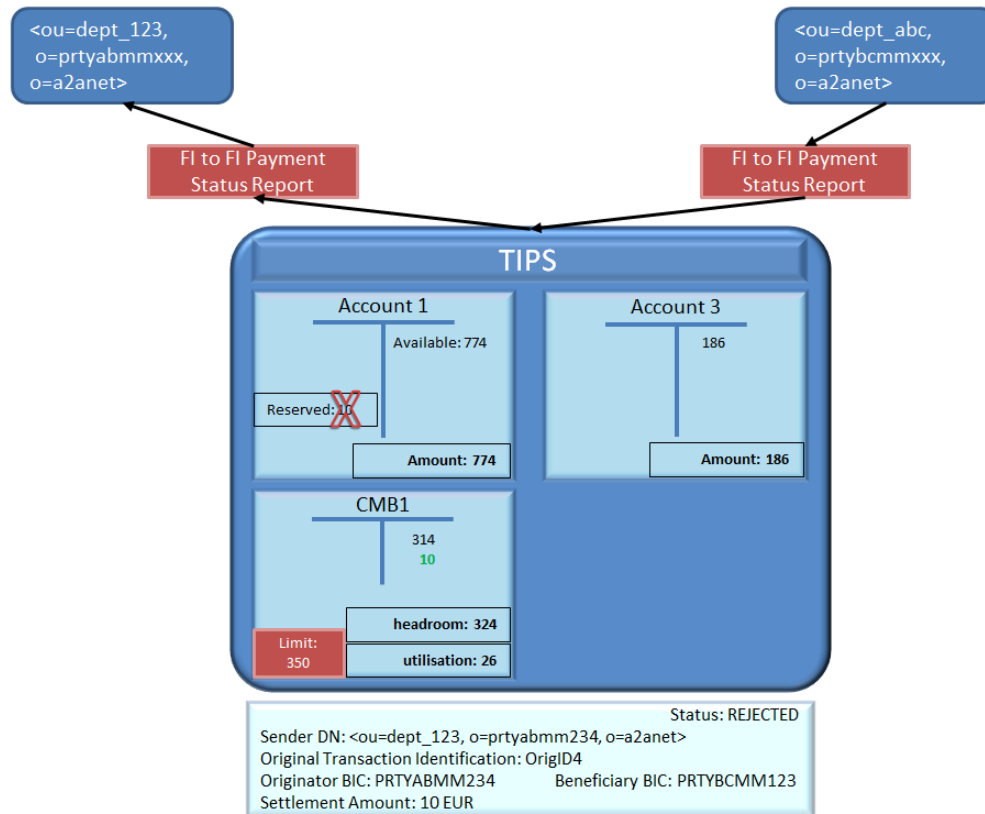 <ou=dept_123,
o=prtyabmmxxx,
o=a2anet>
<ou=dept_abc,
o=prtybcmmxxx,
o=a2anet>
FI to FI Payment
Status Report
FI to FI Payment
Status Report
TIPS
Account 1
Available: 774
Reserved: 10
Amount: 774
Account 3
186
Amount: 186
CMB1
314
10
headroom: 324
Limit:
350
utilisation: 26
Status: REJECTED
Sender DN: <ou=dept_123, o=prtyabmm234, o=a2anet>
Original Transaction Identification: OrigID4
Originator BIC: PRTYABMM234 Beneficiary BIC: PRTYBCMM123
Settlement Amount: 10 EUR